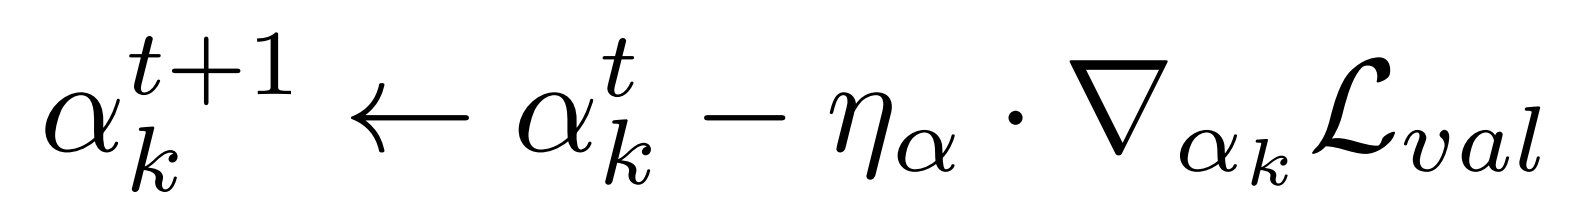 α_k^{t+1} ← α_k^t − η_α · ∇_{α_k} ℒ_{val}